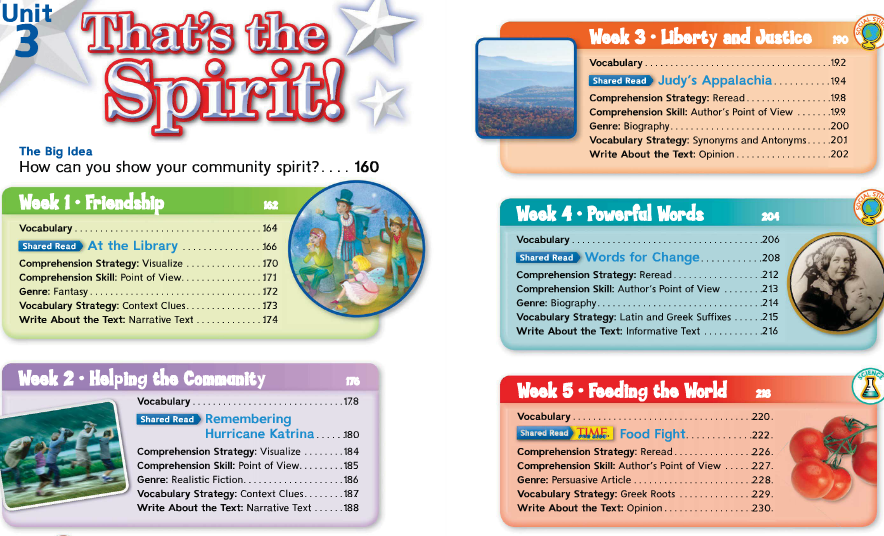 Unit
3
That's the
Spirit!
The Big Idea
How can you show your community spirit?.... 160
Week 1 • Friendship 162
Vocabulary 164
Shared Read At the Library 166
Comprehension Strategy: Visualize 170
Comprehension Skill: Point of View 171
Genre: Fantasy 172
Vocabulary Strategy: Context Clues 173
Write About the Text: Narrative Text 174
Week 2 • Helping the Community 176
Vocabulary 178
Shared Read Remembering
Hurricane Katrina 180
Comprehension Strategy: Visualize 184
Comprehension Skill: Point of View 185
Genre: Realistic Fiction 186
Vocabulary Strategy: Context Clues 187
Write About the Text: Narrative Text 188
Week 3 • Liberty and Justice 190
SOCIAL STUDIES
Vocabulary 192
Shared Read Judy's Appalachia 194
Comprehension Strategy: Reread 198
Comprehension Skill: Author's Point of View 199
Genre: Biography 200
Vocabulary Strategy: Synonyms and Antonyms 201
Write About the Text: Opinion 202
Week 4 • Powerful Words 204
Vocabulary 206
Shared Read Words for Change 208
Comprehension Strategy: Reread 212
Comprehension Skill: Author's Point of View 213
Genre: Biography 214
Vocabulary Strategy: Latin and Greek Suffixes 215
Write About the Text: Informative Text 216
Week 5 • Feeding the World 218
SCIENCE
Vocabulary 220
Shared Read TIME FOR KIDS Food Fight 222
Comprehension Strategy: Reread 226
Comprehension Skill: Author's Point of View 227
Genre: Persuasive Article 228
Vocabulary Strategy: Greek Roots 229
Write About the Text: Opinion 230